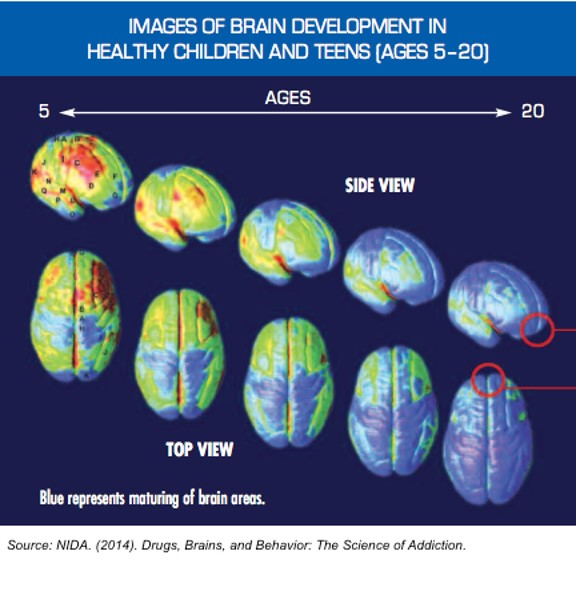 IMAGES OF BRAIN DEVELOPMENT IN
HEALTHY CHILDREN AND TEENS (AGES 5-20)
AGES
5
20
SIDE VIEW
TOP VIEW
Blue represents maturing of brain areas.
Source: NIDA. (2014). Drugs, Brains, and Behavior: The Science of Addiction.